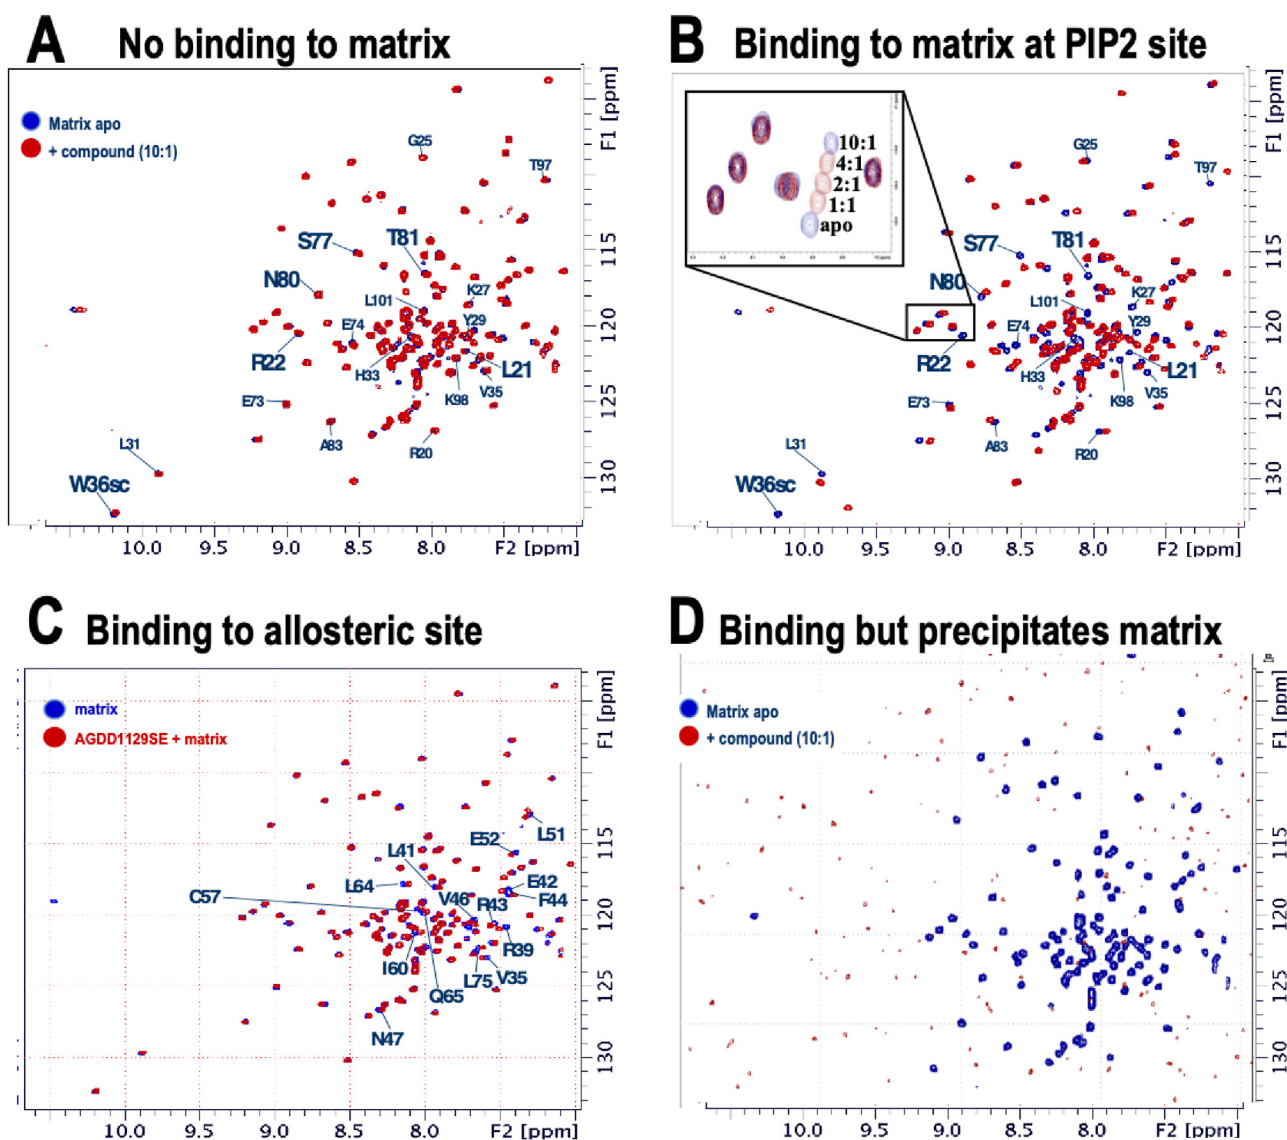 A No binding to matrix
Matrix apo
+ compound (10:1)
G25
T97
S77
T81
N80
L101
K27
E74
Y29
R22
H33
L21
K98
V35
E73
A83
R20
L31
W36sc
F1 [ppm]
115
120
125
130
10.0 9.5 9.0 8.5 8.0 F2 [ppm]
B Binding to matrix at PIP2 site
10:1
4:1
2:1
1:1
apo
G25
T97
S77
T81
N80
L101
K27
E74
Y29
R22
H33
L21
K98
V35
E73
A83
R20
L31
W36sc
F1 [ppm]
115
120
125
130
10.0 9.5 9.0 8.5 8.0 F2 [ppm]
C Binding to allosteric site
matrix
AGDD1129SE + matrix
L51
E52
L41
L64
E42
C57
V46
R43
F44
R39
I60
L75
V35
Q65
N47
F1 [ppm]
115
120
125
130
10.0 9.5 9.0 8.5 8.0 F2 [ppm]
D Binding but precipitates matrix
Matrix apo
+ compound (10:1)
F1 [ppm]
115
120
125
130
10.0 9.5 9.0 8.5 8.0 F2 [ppm]